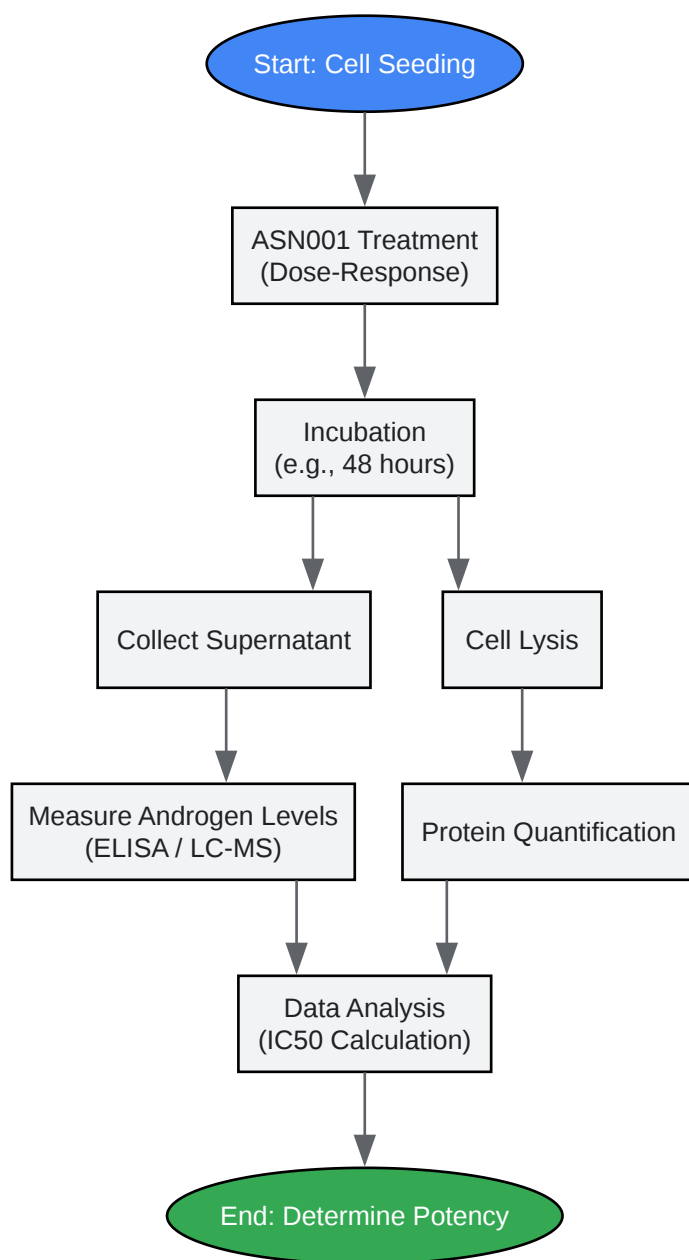 Start: Cell Seeding
ASN001 Treatment
(Dose-Response)
Incubation
(e.g., 48 hours)
Collect Supernatant
Cell Lysis
Measure Androgen Levels
(ELISA / LC-MS)
Protein Quantification
Data Analysis
(IC50 Calculation)
End: Determine Potency